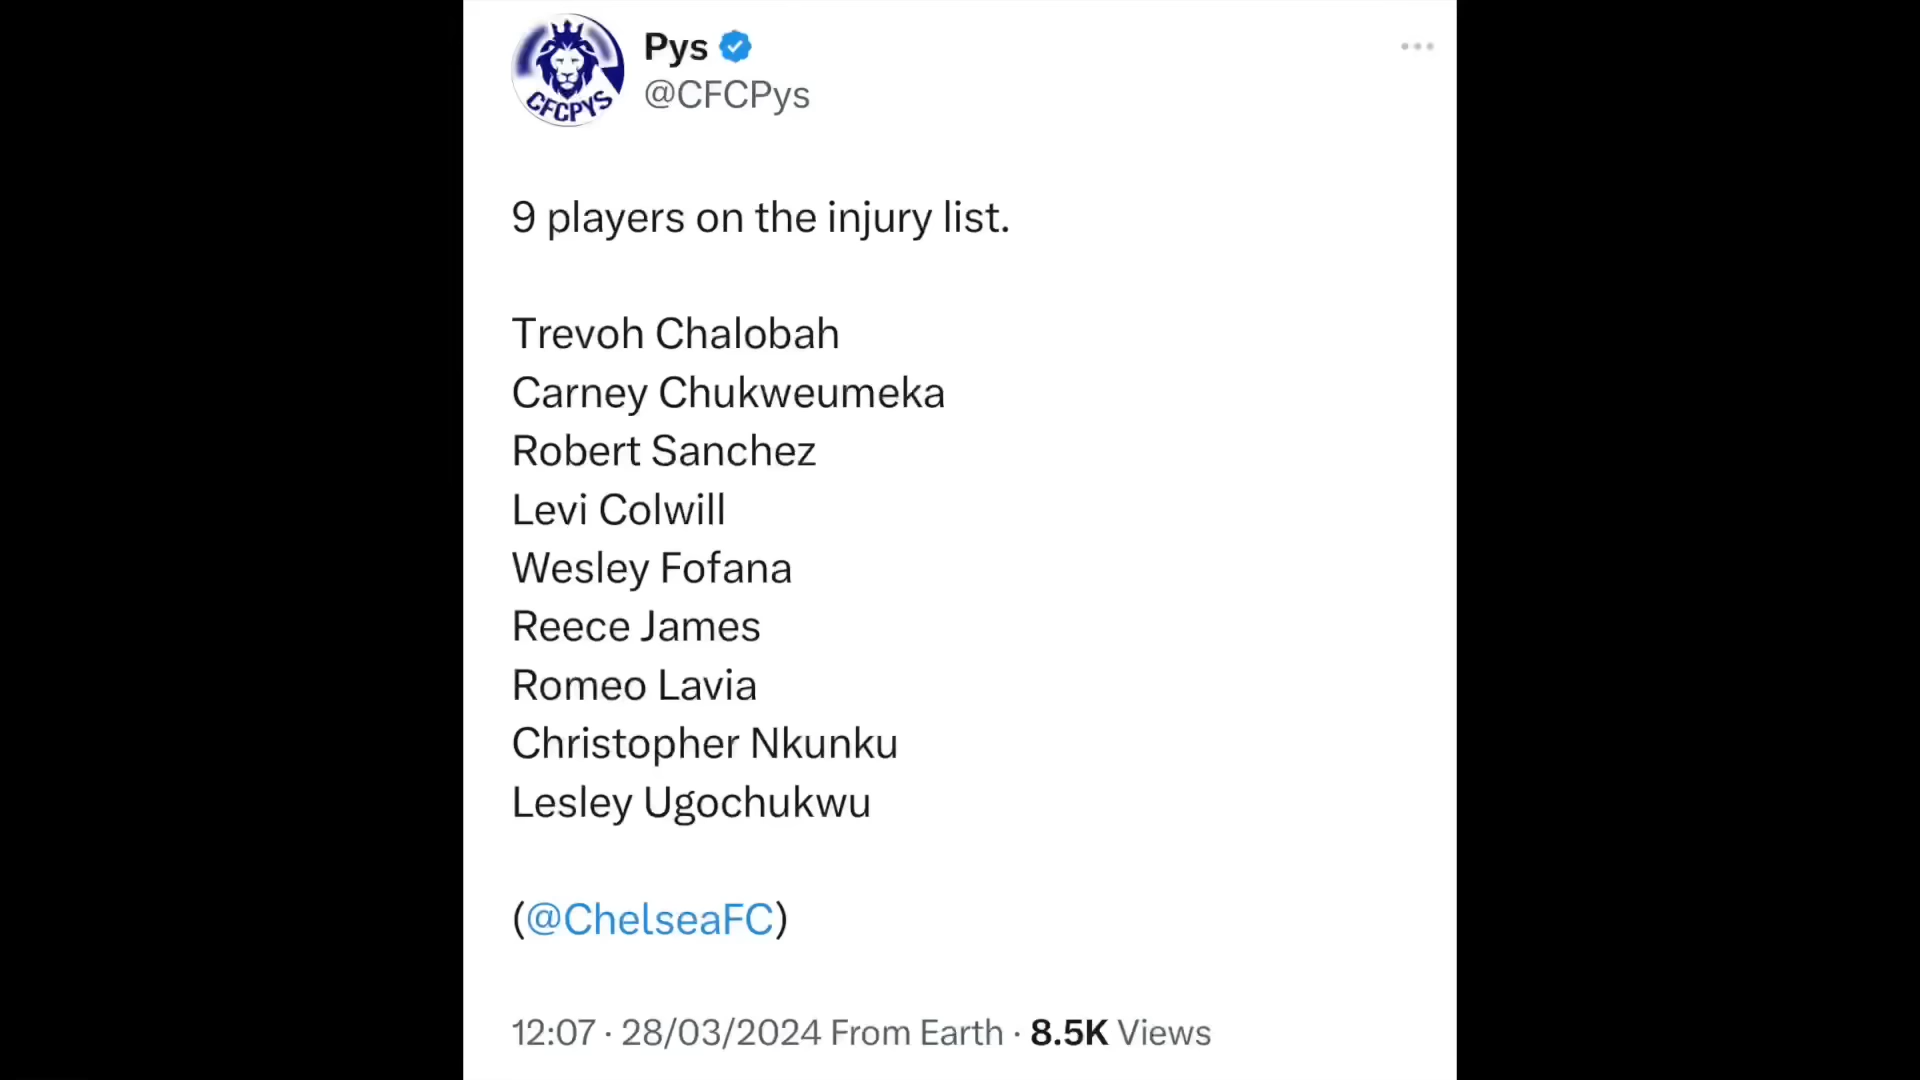 Pys
@CFCPys
CFCPYS
9 players on the injury list.
Trevoh Chalobah
Carney Chukweumeka
Robert Sanchez
Levi Colwill
Wesley Fofana
Reece James
Romeo Lavia
Christopher Nkunku
Lesley Ugochukwu
(@ChelseaFC)
12:07 · 28/03/2024 From Earth · 8.5K Views